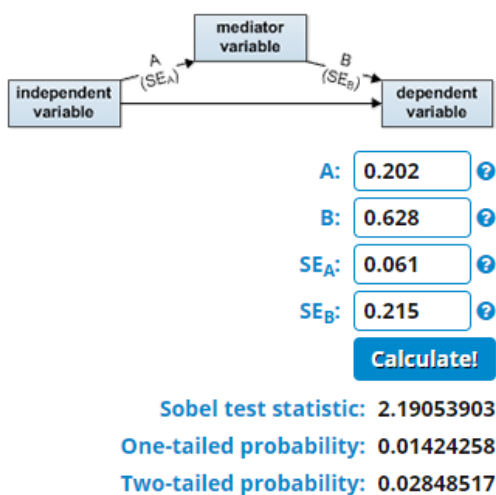 mediator
variable
A
(SEA)
B
(SEB)
independent
variable
dependent
variable
A: 0.202 ?
B: 0.628 ?
SEA: 0.061 ?
SEB: 0.215 ?
Calculate!
Sobel test statistic: 2.19053903
One-tailed probability: 0.01424258
Two-tailed probability: 0.02848517